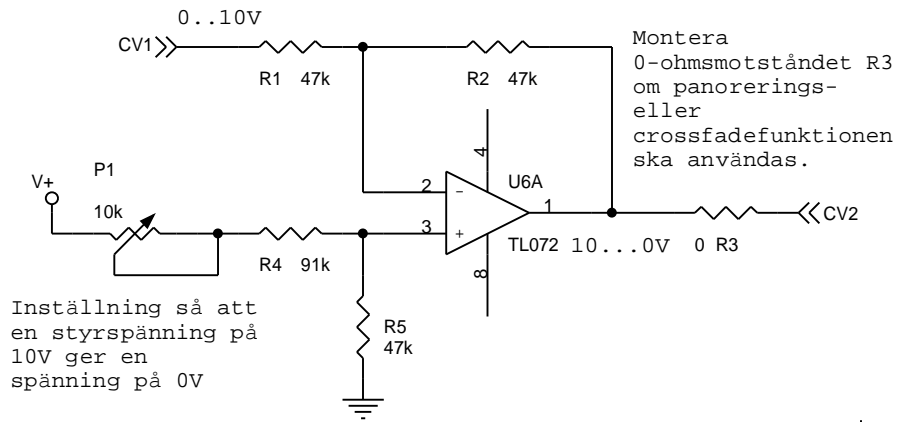 0..10V
CV1
R1 47k
R2 47k
Montera
0-ohmsmotståndet R3
om panorerings-
eller
crossfadefunktionen
ska användas.
P1
V+
10k
4
2
−
U6A
1
3
+
TL072
10...0V
0 R3
CV2
R4 91k
8
Inställning så att
en styrspänning på
10V ger en
spänning på 0V
R5
47k